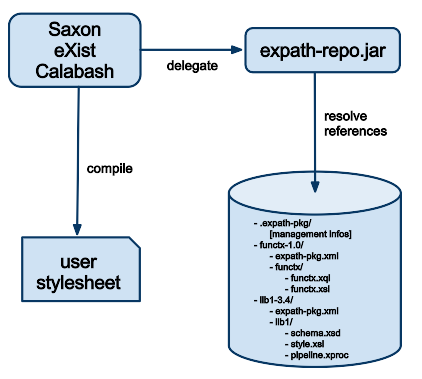 Saxon
eXist
Calabash
delegate
expath-repo.jar
resolve
references
compile
user
stylesheet
- .expath-pkg/
[management infos]
- functx-1.0/
- expath-pkg.xml
- functx/
- functx.xql
- functx.xsl
- lib1-3.4/
- expath-pkg.xml
- lib1/
- schema.xsd
- style.xsl
- pipeline.xproc